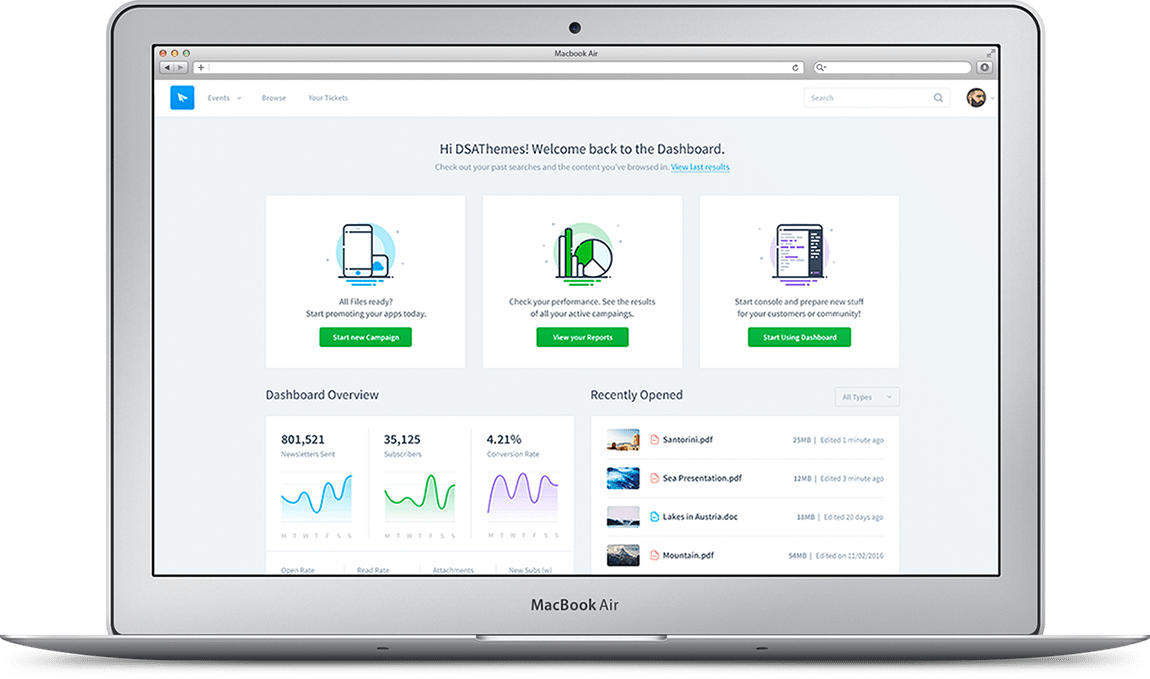 Macbook Air
Events
Browse
Your Tickets
Search
Hi DSAThemes! Welcome back to the Dashboard.
Check out your past searches and the content you've browsed in. View last results
All Files ready?
Start promoting your apps today.
Start new Campaign
Check your performance. See the results
of all your active campaings.
View your Reports
Start console and prepare new stuff
for your customers or community!
Start Using Dashboard
Dashboard Overview
801,521
Newsletters Sent
35,125
Subscribers
4.21%
Conversion Rate
M T W T F S S
M T W T F S S
M T W T F S S
Open Rate
Read Rate
Attachments
New Subs (w)
Recently Opened
All Types
Santorini.pdf
25MB | Edited 1 minute ago
Sea Presentation.pdf
12MB | Edited 3 minute ago
Lakes in Austria.doc
18MB | Edited 20 days ago
Mountain.pdf
54MB | Edited on 11/02/2016
MacBook Air